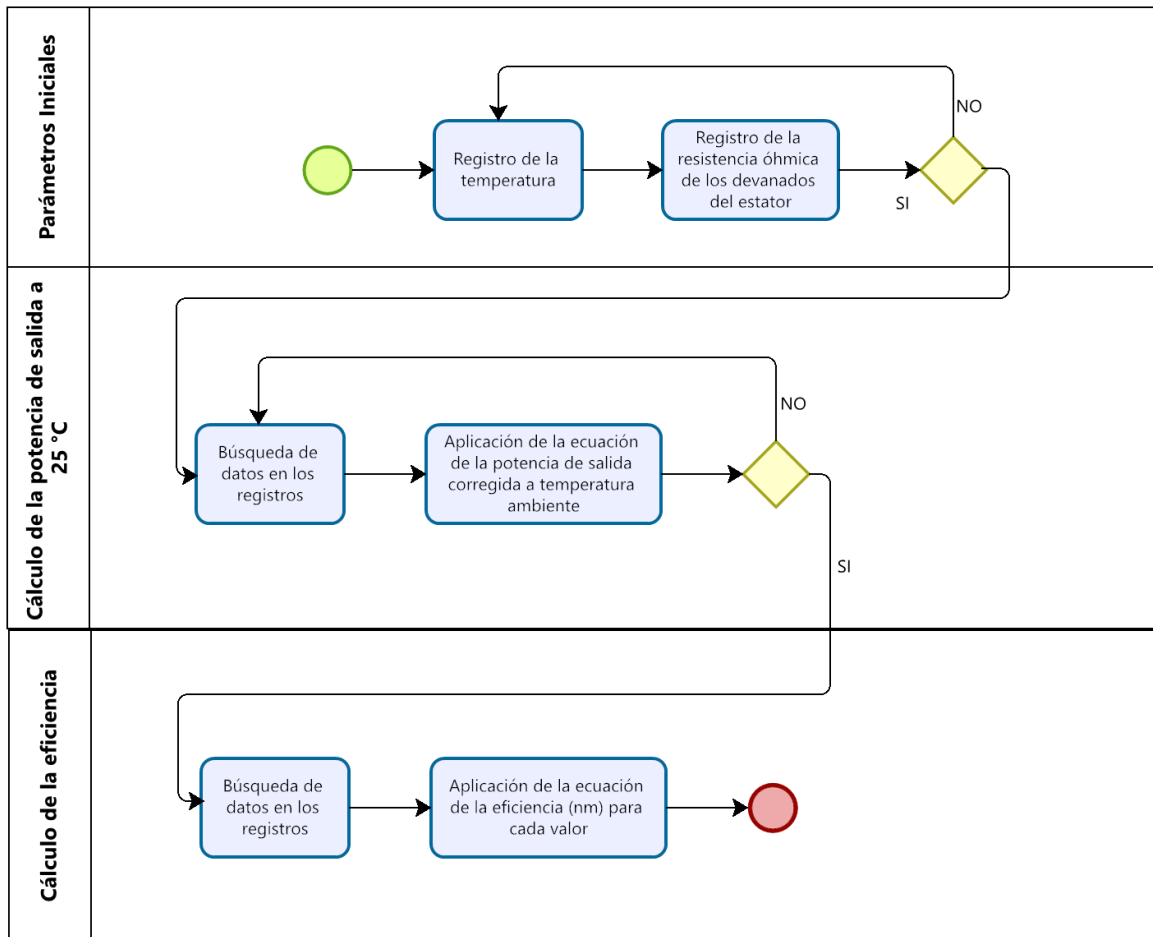 Parámetros Iniciales
NO
Registro de la
temperatura
Registro de la
resistencia óhmica
de los devanados
del estator
SI
Cálculo de la potencia de salida a
25 °C
NO
Búsqueda de
datos en los
registros
Aplicación de la ecuación
de la potencia de salida
corregida a temperatura
ambiente
SI
Cálculo de la eficiencia
Búsqueda de
datos en los
registros
Aplicación de la ecuación
de la eficiencia (nm) para
cada valor